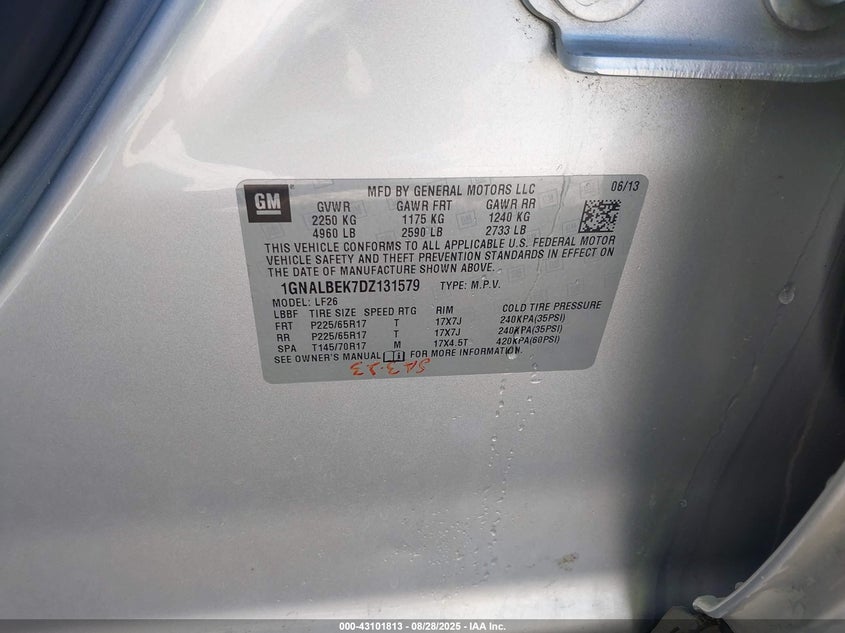 GM
MFD BY GENERAL MOTORS LLC 06/13
GVWR GAWR FRT GAWR RR
2250 KG 1175 KG 1240 KG
4960 LB 2590 LB 2733 LB
THIS VEHICLE CONFORMS TO ALL APPLICABLE U.S. FEDERAL MOTOR
VEHICLE SAFETY AND THEFT PREVENTION STANDARDS IN EFFECT ON
THE DATE OF MANUFACTURE SHOWN ABOVE.
1GNALBEK7DZ131579 TYPE: M.P.V.
MODEL: LF26
LBBF TIRE SIZE SPEED RTG RIM COLD TIRE PRESSURE
FRT P225/65R17 T 17X7J 240KPA(35PSI)
RR P225/65R17 T 17X7J 240KPA(35PSI)
SPA T145/70R17 M 17X4.5T 420KPA(60PSI)
SEE OWNER'S MANUAL FOR MORE INFORMATION.
000-43101813 - 08/28/2025 - IAA Inc.